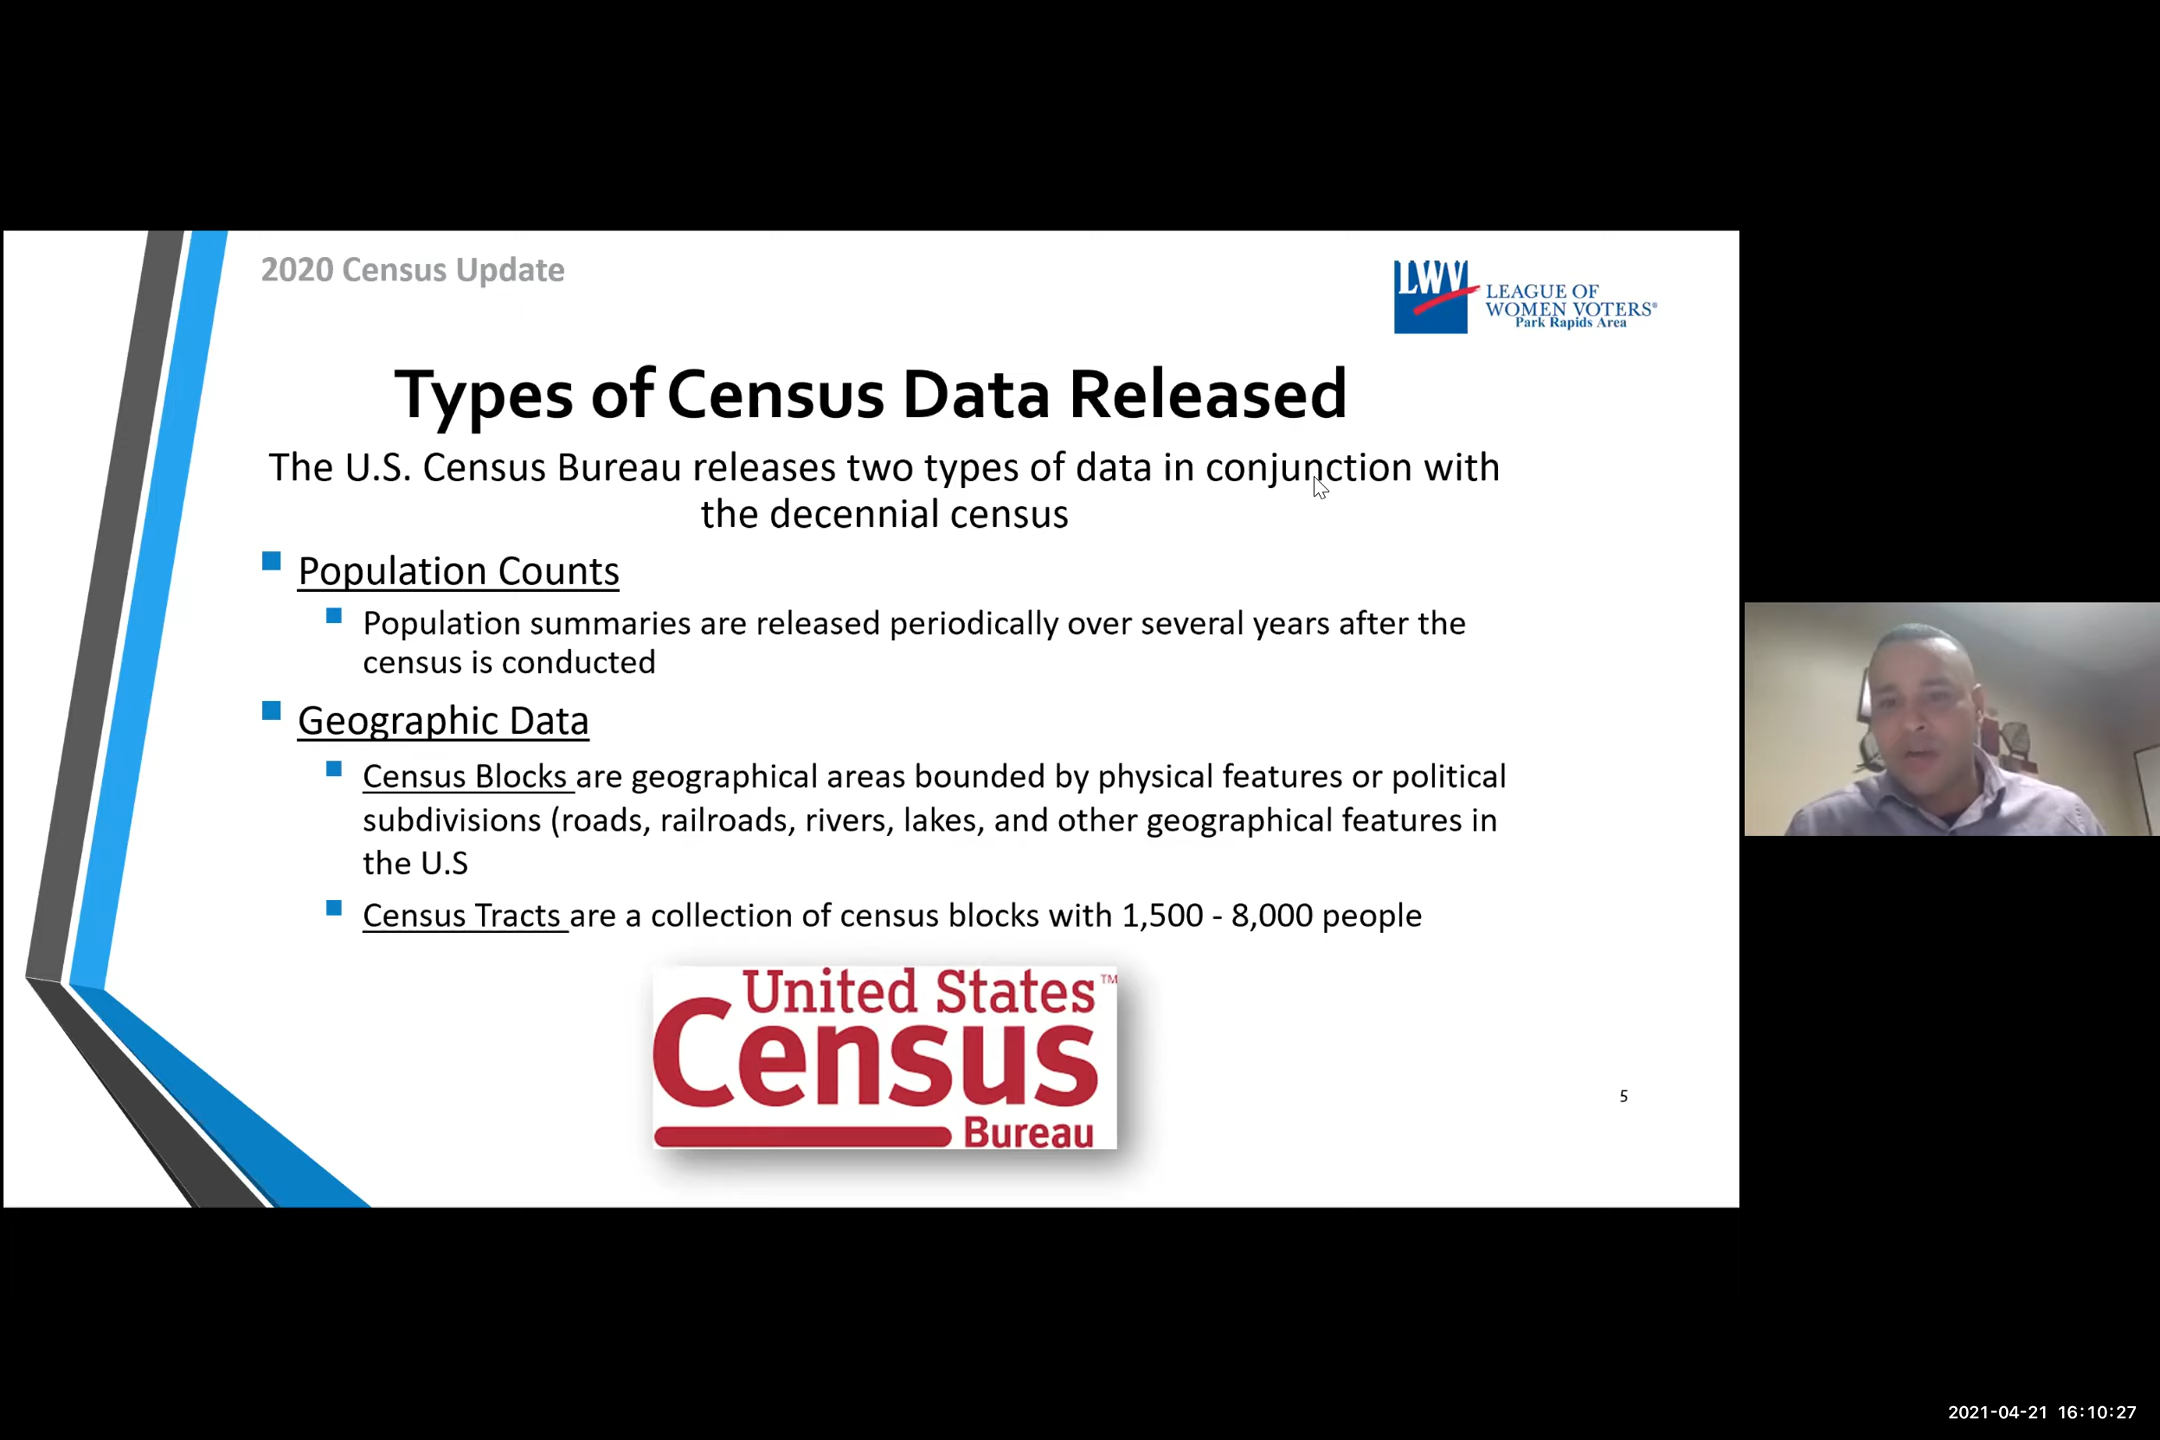 2020 Census Update
LWV
LEAGUE OF
WOMEN VOTERS®
Park Rapids Area
Types of Census Data Released
The U.S. Census Bureau releases two types of data in conjunction with
the decennial census
Population Counts
Population summaries are released periodically over several years after the
census is conducted
Geographic Data
Census Blocks are geographical areas bounded by physical features or political
subdivisions (roads, railroads, rivers, lakes, and other geographical features in
the U.S
Census Tracts are a collection of census blocks with 1,500 - 8,000 people
United States™
Census
Bureau
5
2021-04-21 16:10:27